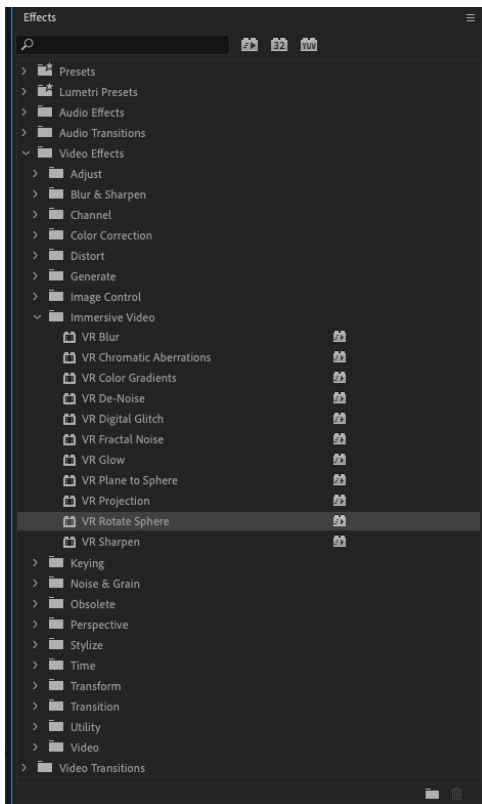 Effects
32 YUV
Presets
Lumetri Presets
Audio Effects
Audio Transitions
Video Effects
Adjust
Blur & Sharpen
Channel
Color Correction
Distort
Generate
Image Control
Immersive Video
VR Blur
VR Chromatic Aberrations
VR Color Gradients
VR De-Noise
VR Digital Glitch
VR Fractal Noise
VR Glow
VR Plane to Sphere
VR Projection
VR Rotate Sphere
VR Sharpen
Keying
Noise & Grain
Obsolete
Perspective
Stylize
Time
Transform
Transition
Utility
Video
Video Transitions